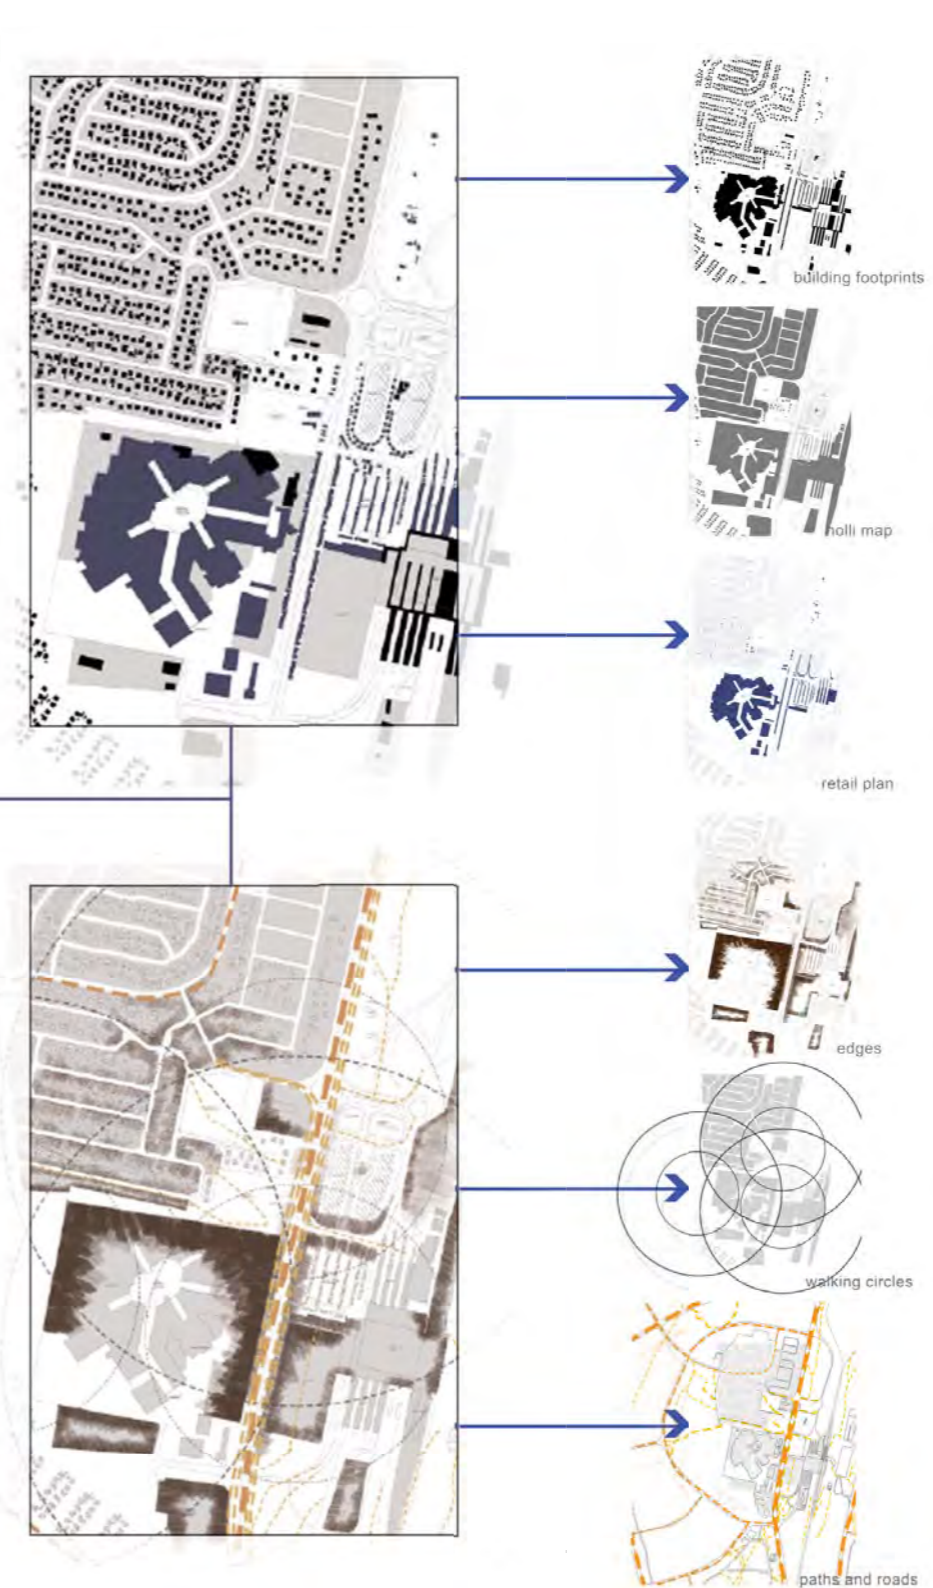 building footprints
nolli map
retail plan
edges
walking circles
paths and roads